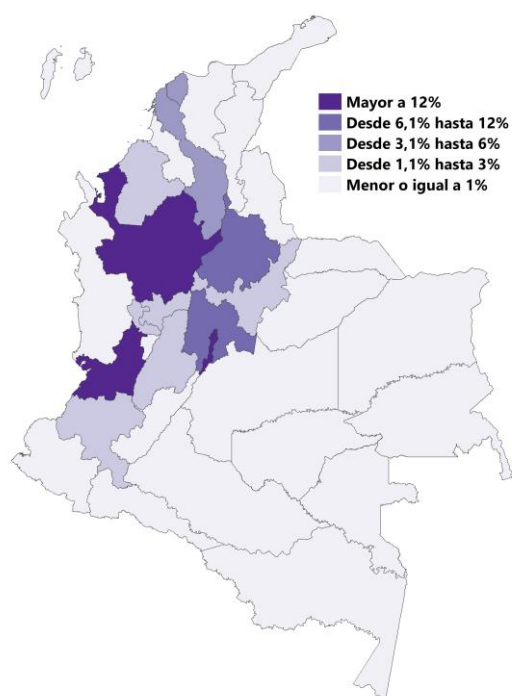 Mayor a 12%
Desde 6,1% hasta 12%
Desde 3,1% hasta 6%
Desde 1,1% hasta 3%
Menor o igual a 1%